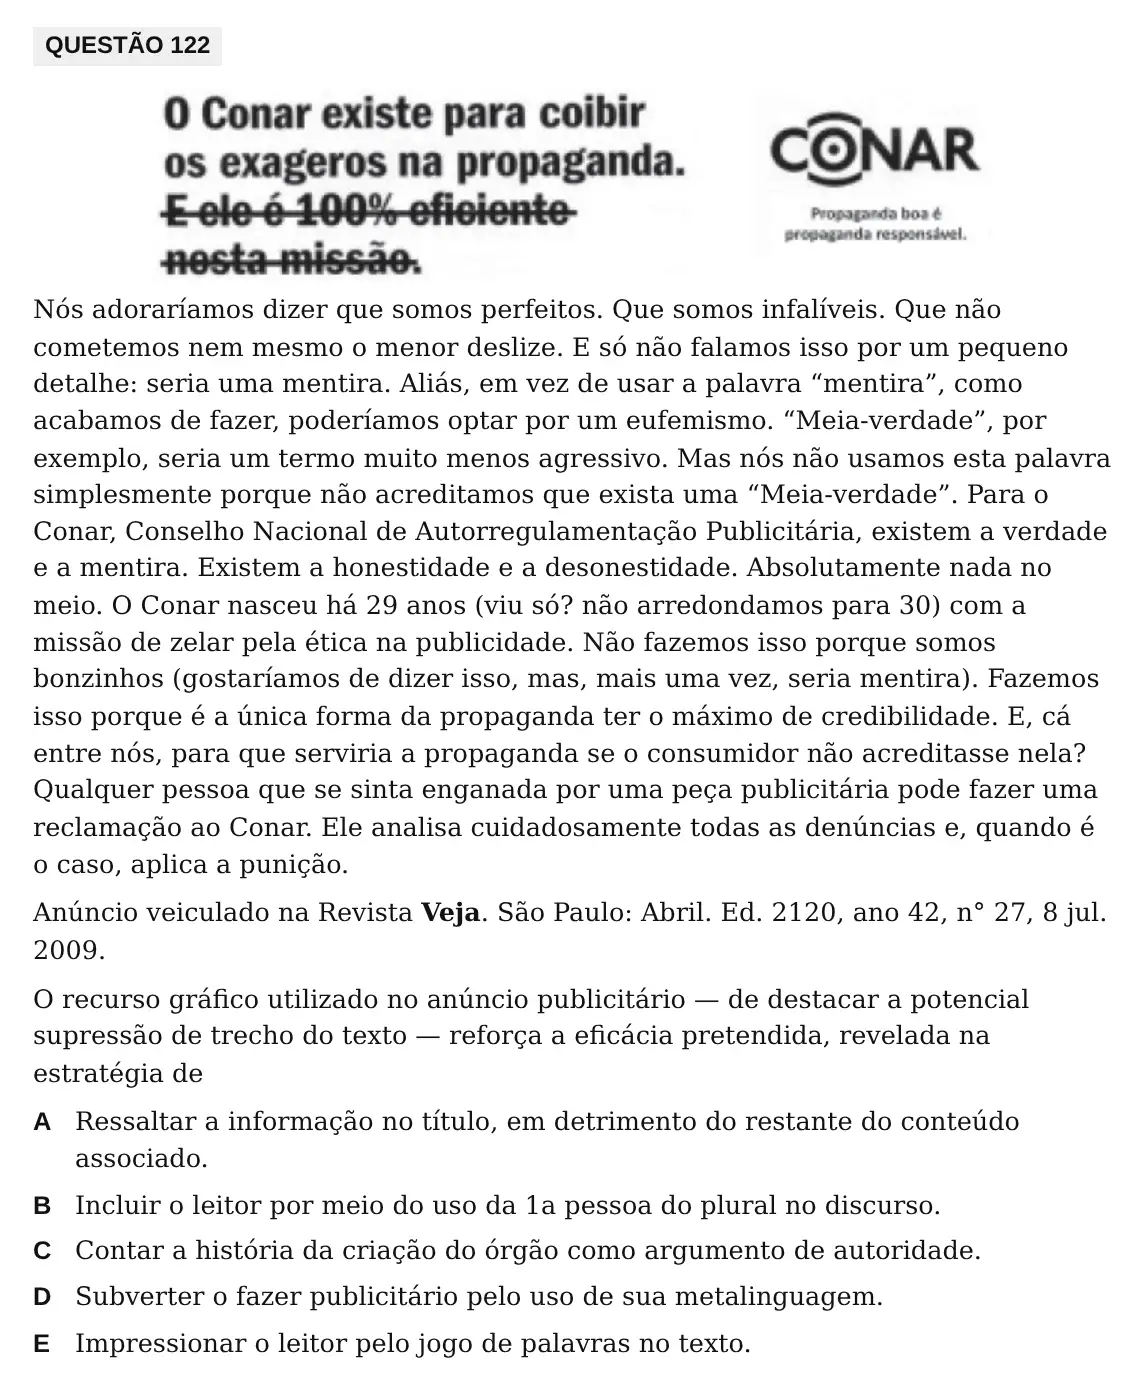 QUESTÃO 122
O Conar existe para coibir
os exageros na propaganda.
E ele é 100% eficiente
nesta missão.
CONAR
Propaganda boa é
propaganda responsável.
Nós adoraríamos dizer que somos perfeitos. Que somos infalíveis. Que não
cometemos nem mesmo o menor deslize. E só não falamos isso por um pequeno
detalhe: seria uma mentira. Aliás, em vez de usar a palavra “mentira”, como
acabamos de fazer, poderíamos optar por um eufemismo. “Meia-verdade”, por
exemplo, seria um termo muito menos agressivo. Mas nós não usamos esta palavra
simplesmente porque não acreditamos que exista uma “Meia-verdade”. Para o
Conar, Conselho Nacional de Autorregulamentação Publicitária, existem a verdade
e a mentira. Existem a honestidade e a desonestidade. Absolutamente nada no
meio. O Conar nasceu há 29 anos (viu só? não arredondamos para 30) com a
missão de zelar pela ética na publicidade. Não fazemos isso porque somos
bonzinhos (gostaríamos de dizer isso, mas, mais uma vez, seria mentira). Fazemos
isso porque é a única forma da propaganda ter o máximo de credibilidade. E, cá
entre nós, para que serviria a propaganda se o consumidor não acreditasse nela?
Qualquer pessoa que se sinta enganada por uma peça publicitária pode fazer uma
reclamação ao Conar. Ele analisa cuidadosamente todas as denúncias e, quando é
o caso, aplica a punição.
Anúncio veiculado na Revista Veja. São Paulo: Abril. Ed. 2120, ano 42, n° 27, 8 jul.
2009.
O recurso gráfico utilizado no anúncio publicitário — de destacar a potencial
supressão de trecho do texto — reforça a eficácia pretendida, revelada na
estratégia de
A Ressaltar a informação no título, em detrimento do restante do conteúdo
associado.
B Incluir o leitor por meio do uso da 1a pessoa do plural no discurso.
C Contar a história da criação do órgão como argumento de autoridade.
D Subverter o fazer publicitário pelo uso de sua metalinguagem.
E Impressionar o leitor pelo jogo de palavras no texto.